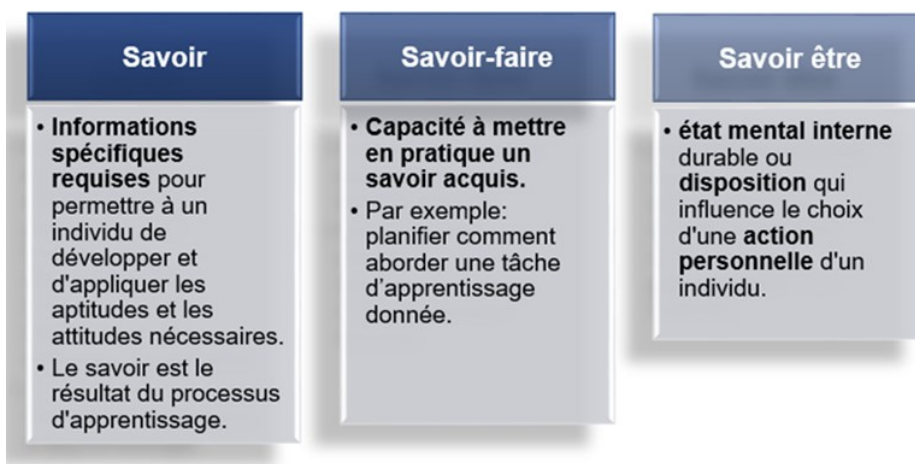 Savoir
• Informations
spécifiques
requises pour
permettre à un
individu de
développer et
d'appliquer les
aptitudes et les
attitudes nécessaires.
• Le savoir est le
résultat du processus
d'apprentissage.
Savoir-faire
• Capacité à mettre
en pratique un
savoir acquis.
• Par exemple:
planifier comment
aborder une tâche
d’apprentissage
donnée.
Savoir être
• état mental interne
durable ou
disposition qui
influence le choix
d'une action
personnelle d'un
individu.